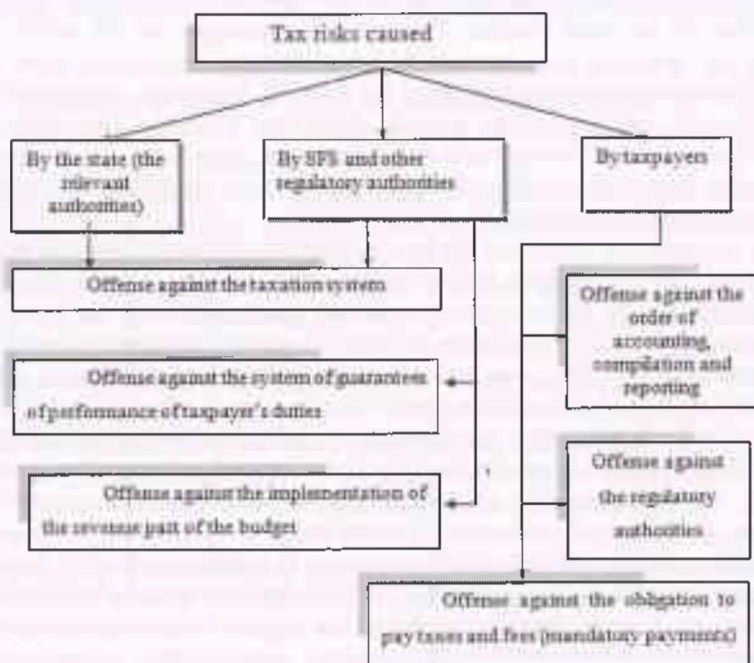 Tax risks caused
By the state (the
relevant
authorities)
By SFS and other
regulatory authorities
By taxpayers
Offense against the taxation system
Offense against the system of guarantees
of performance of taxpayer's duties
Offense against the implementation of
the revenue part of the budget
Offense against the
order of
accounting,
compilation and
reporting
Offense against
the regulatory
authorities
Offense against the obligation to
pay taxes and fees (mandatory payments)